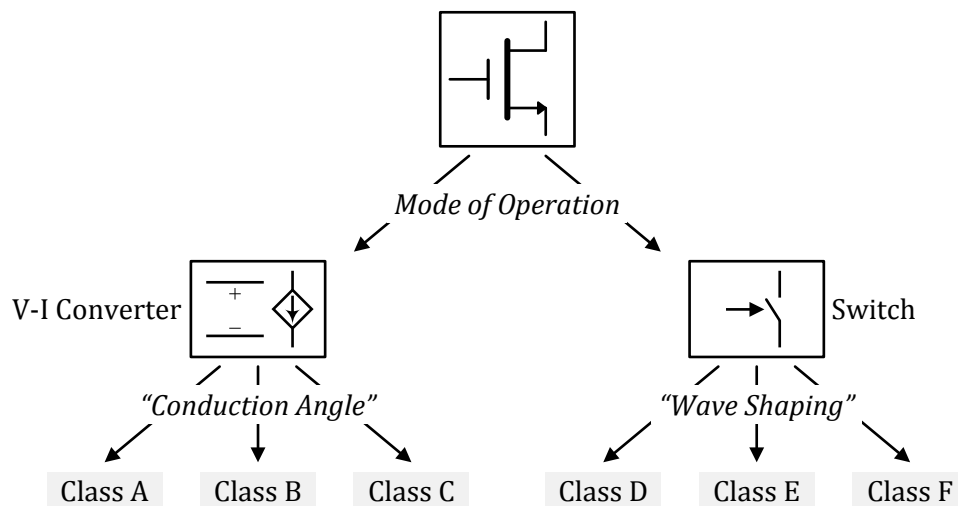 Mode of Operation
V-I Converter
+
−
Switch
“Conduction Angle”
“Wave Shaping”
Class A
Class B
Class C
Class D
Class E
Class F